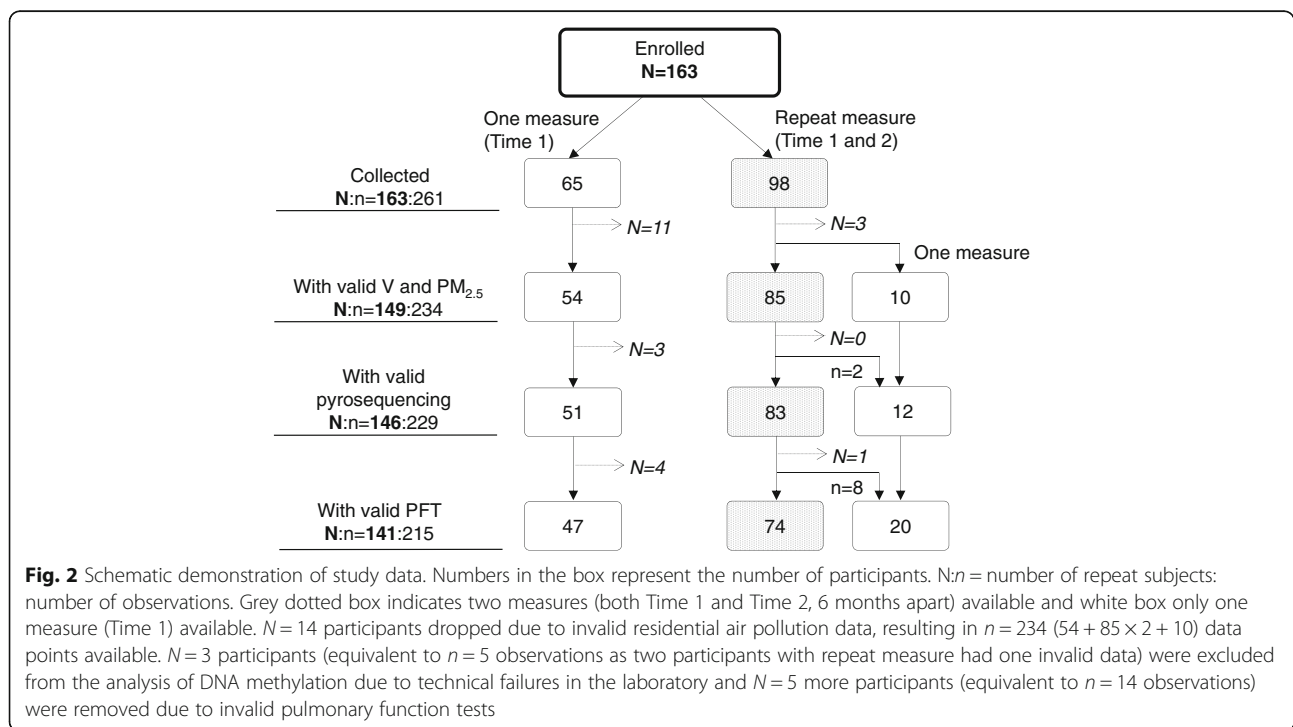 Enrolled
N=163
One measure
(Time 1)
Repeat measure
(Time 1 and 2)
Collected
N:n=163:261
65
98
N=11
N=3
One measure
With valid V and PM2.5
N:n=149:234
54
85
10
N=3
N=0
n=2
With valid
pyrosequencing
N:n=146:229
51
83
12
N=4
N=1
n=8
With valid PFT
N:n=141:215
47
74
20
Fig. 2 Schematic demonstration of study data. Numbers in the box represent the number of participants. N:n = number of repeat subjects:
number of observations. Grey dotted box indicates two measures (both Time 1 and Time 2, 6 months apart) available and white box only one
measure (Time 1) available. N = 14 participants dropped due to invalid residential air pollution data, resulting in n = 234 (54 + 85 × 2 + 10) data
points available. N = 3 participants (equivalent to n = 5 observations as two participants with repeat measure had one invalid data) were excluded
from the analysis of DNA methylation due to technical failures in the laboratory and N = 5 more participants (equivalent to n = 14 observations)
were removed due to invalid pulmonary function tests